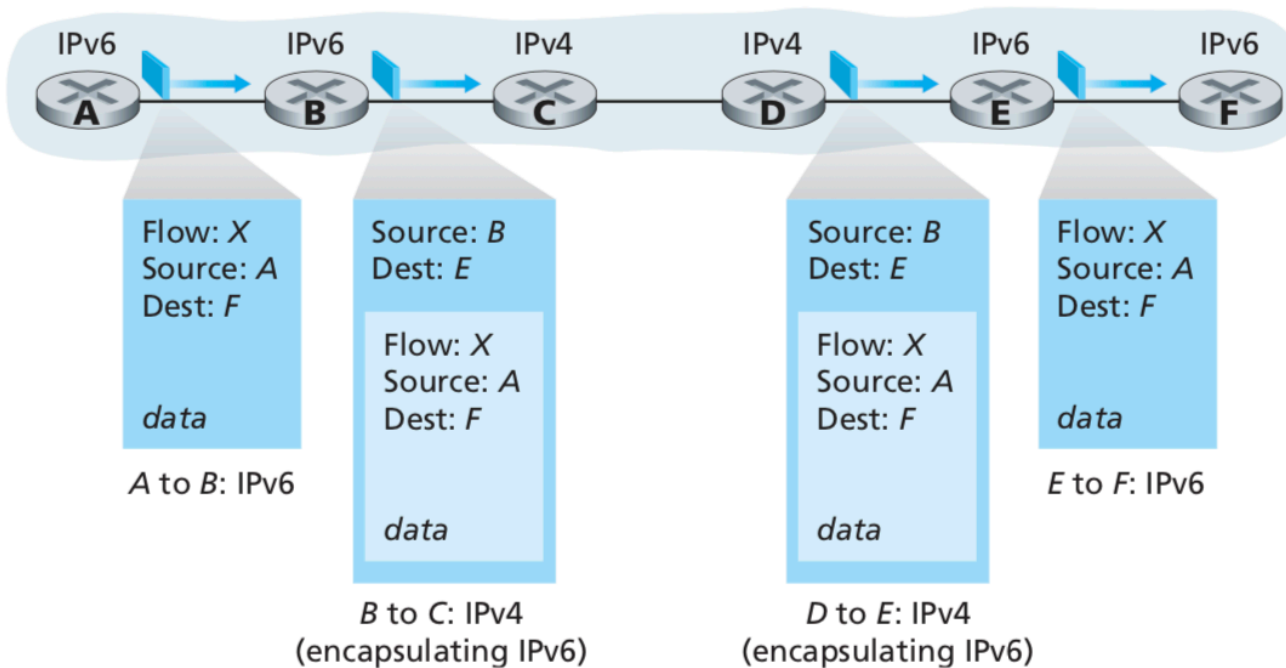 IPv6
IPv6
IPv4
IPv4
IPv6
IPv6
A
B
C
D
E
F
Flow: X
Source: A
Dest: F
data
A to B: IPv6
Source: B
Dest: E
Flow: X
Source: A
Dest: F
data
B to C: IPv4
(encapsulating IPv6)
Source: B
Dest: E
Flow: X
Source: A
Dest: F
data
D to E: IPv4
(encapsulating IPv6)
Flow: X
Source: A
Dest: F
data
E to F: IPv6